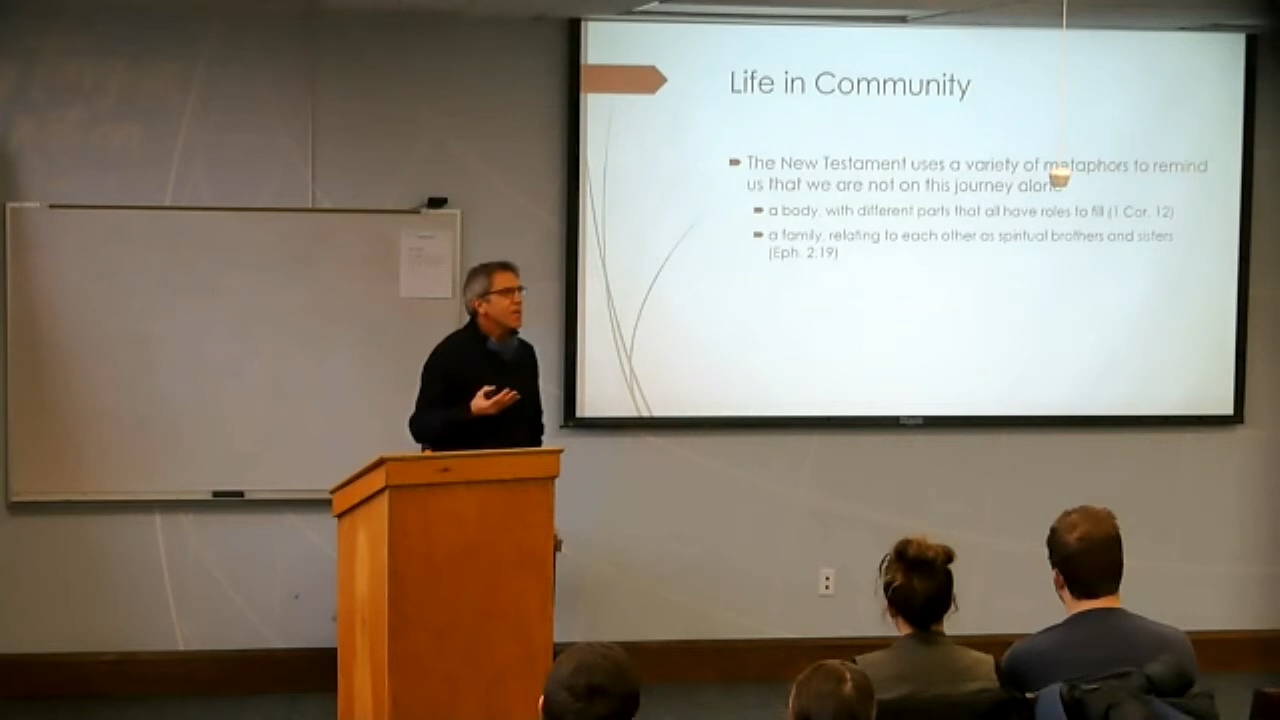 Life in Community
The New Testament uses a variety of metaphors to remind
us that we are not on this journey alone
a body, with different parts that all have roles to fill (1 Cor. 12)
a family, relating to each other as spiritual brothers and sisters
(Eph. 2:19)